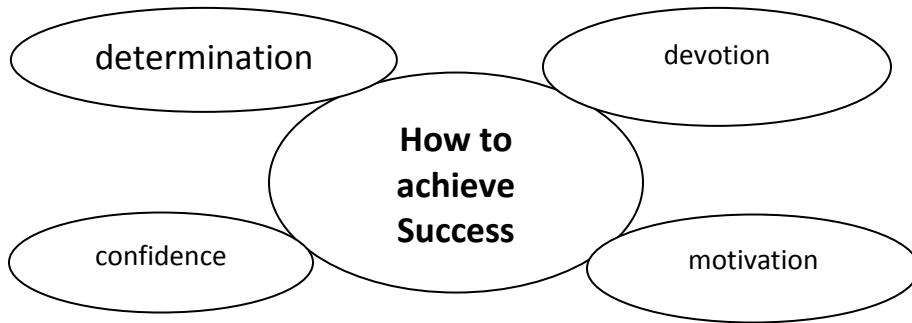 determination
devotion
How to
achieve
Success
confidence
motivation